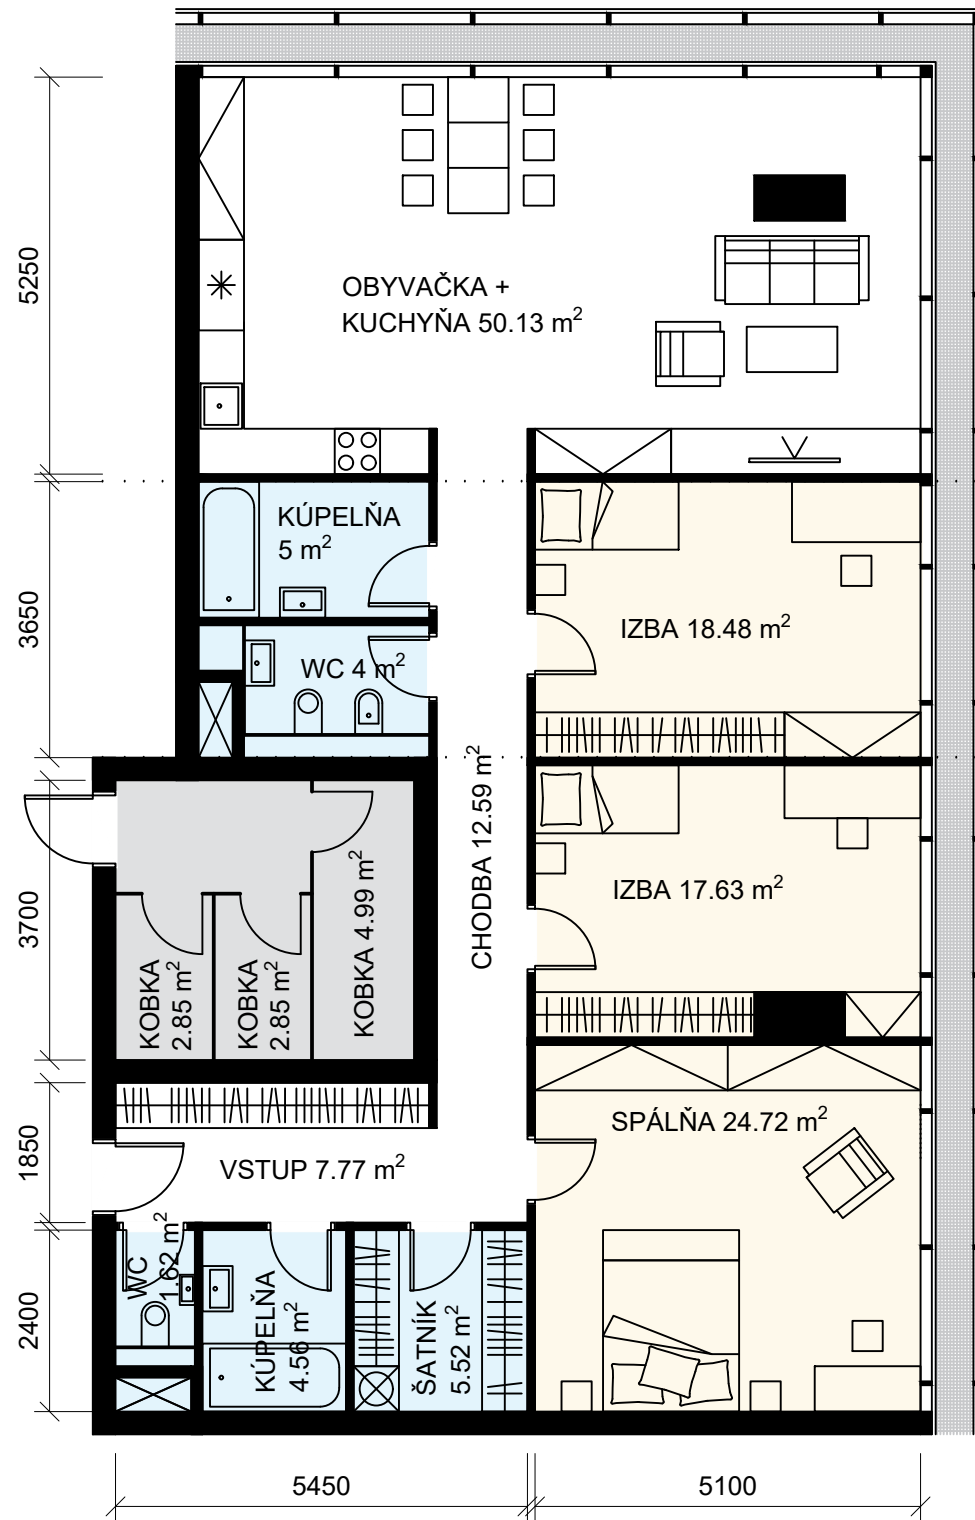 5250
OBYVAČKA +
KUCHYŇA 50.13 m²
KÚPELŇA
5 m²
3650
IZBA 18.48 m²
WC 4 m²
CHODBA 12.59 m²
3700
IZBA 17.63 m²
KOBKA
2.85 m²
KOBKA
2.85 m²
KOBKA 4.99 m²
1850
SPÁLŇA 24.72 m²
VSTUP 7.77 m²
2400
WC
1.62 m²
KÚPELŇA
4.56 m²
ŠATNÍK
5.52 m²
5450
5100